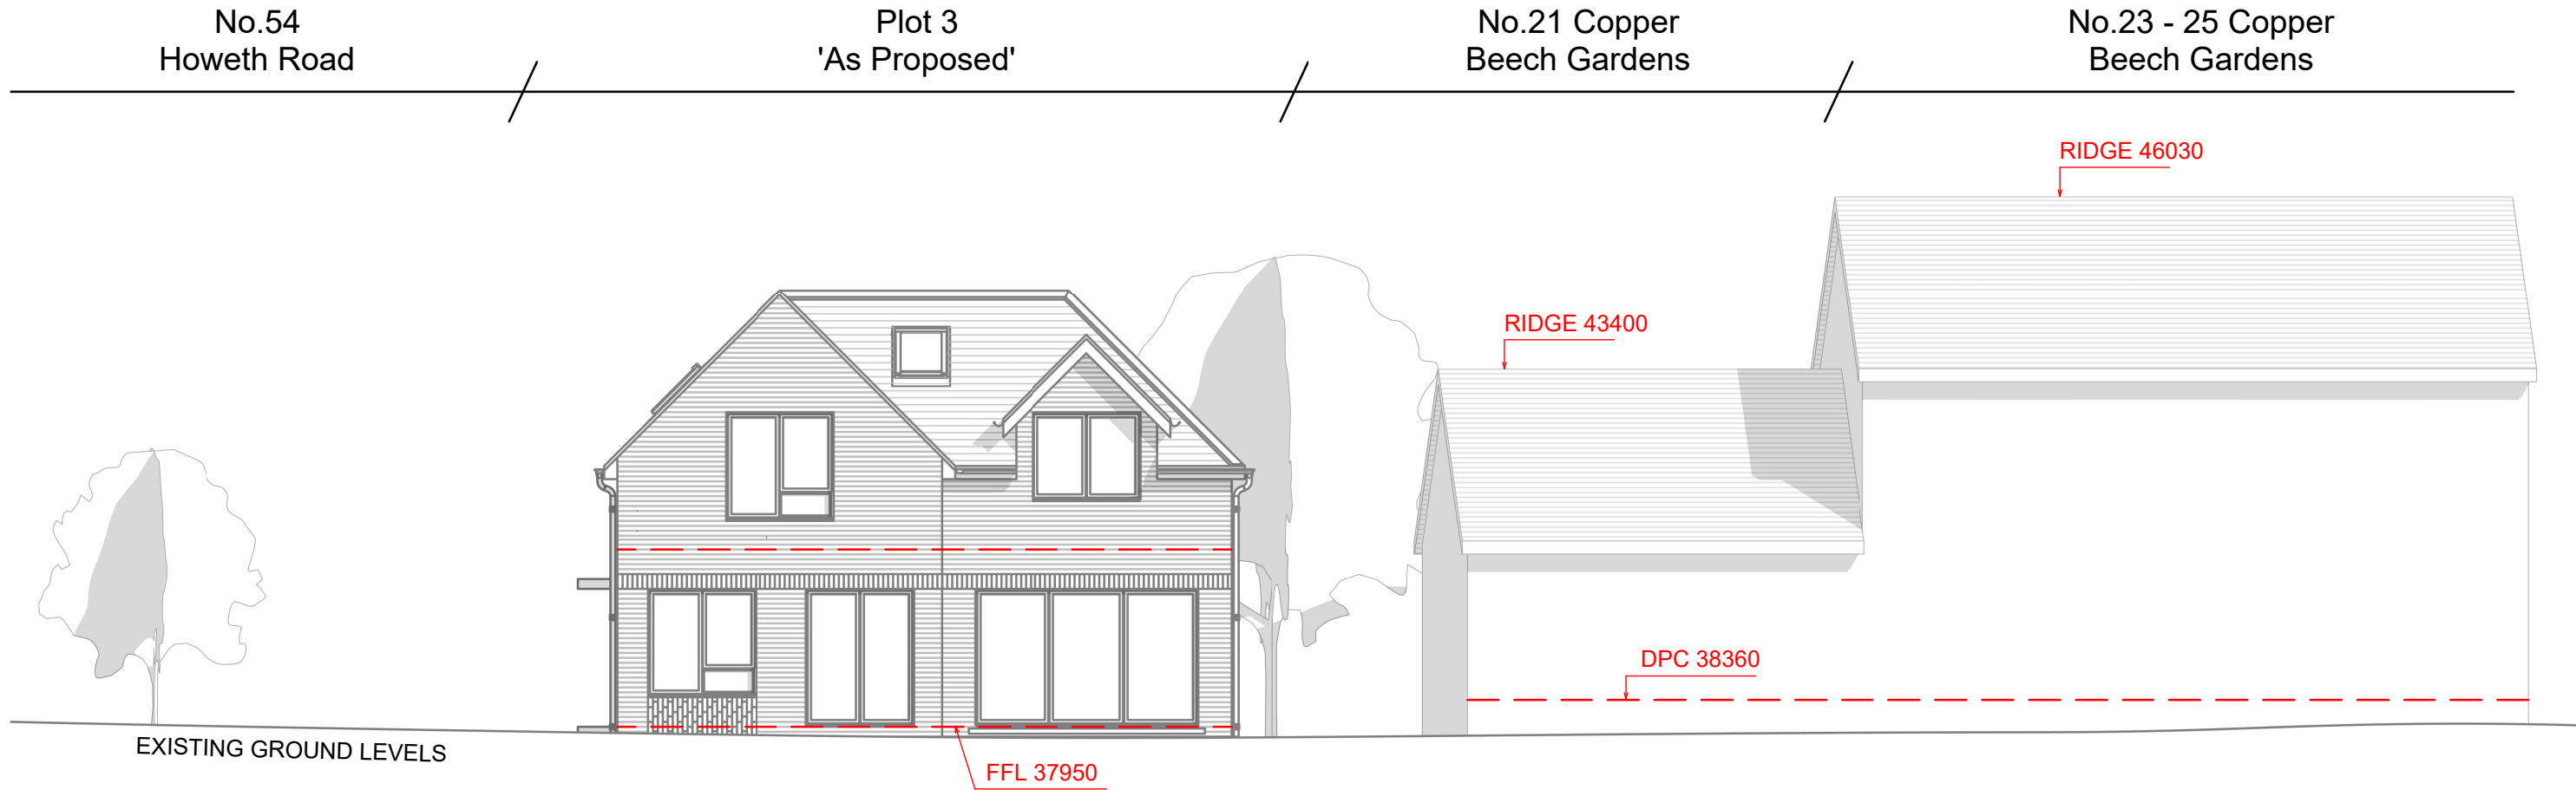 No.54
Howeth Road
Plot 3
'As Proposed'
No.21 Copper
Beech Gardens
No.23 - 25 Copper
Beech Gardens
RIDGE 46030
RIDGE 43400
DPC 38360
EXISTING GROUND LEVELS
FFL 37950